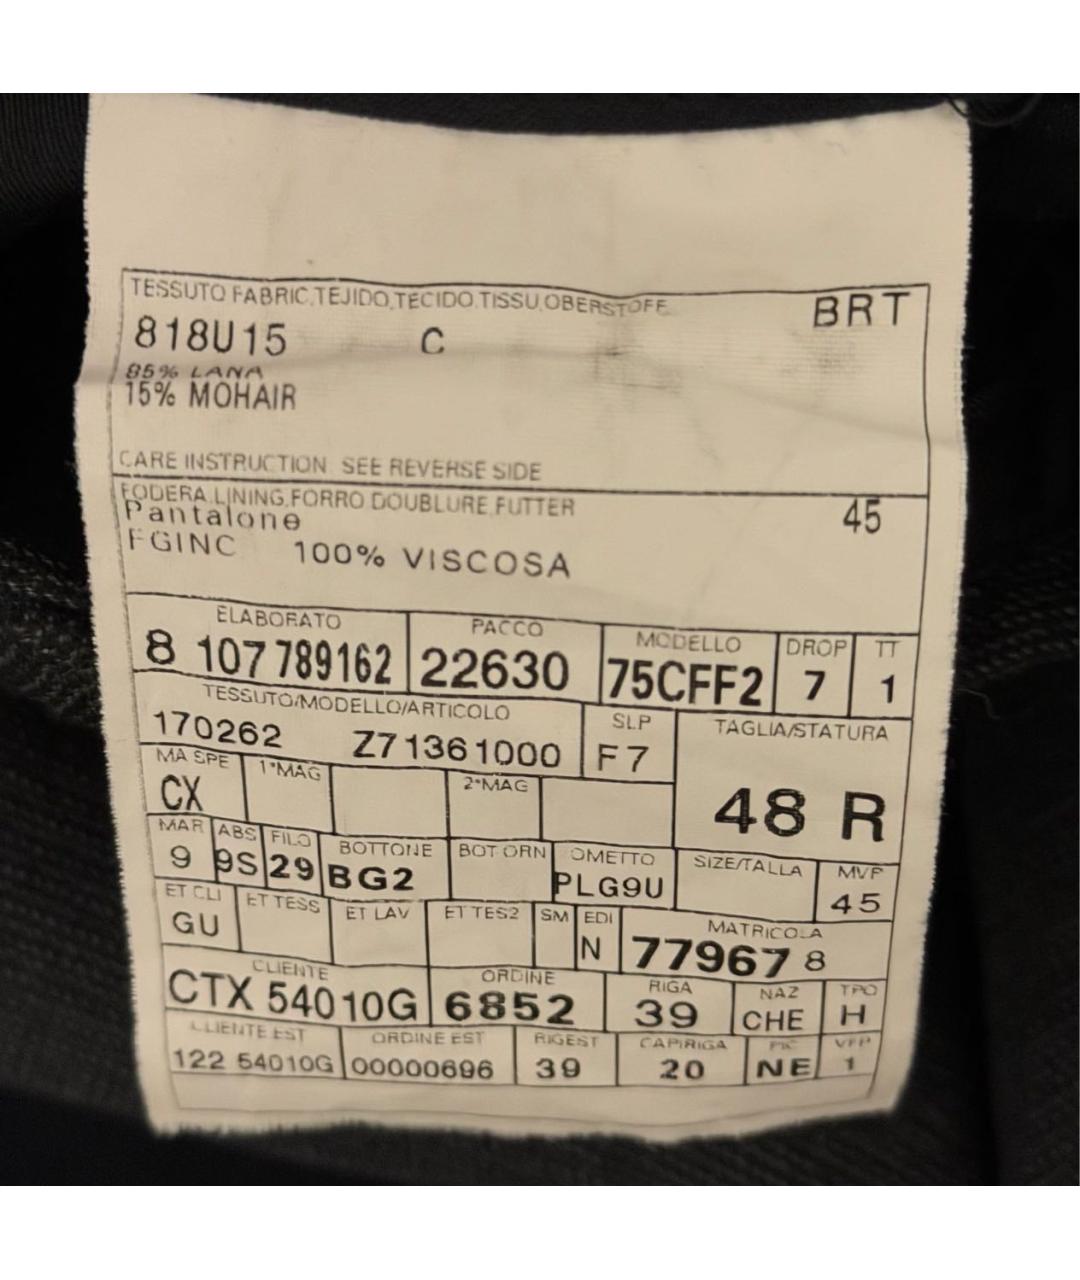 TESSUTO FABRIC,TEJIDO,TECIDO.TISSU,OBERSTOFF BRT
818U15 C
85% LANA
15% MOHAIR
CARE INSTRUCTION SEE REVERSE SIDE
FODERA.LINING.FORRO DOUBLURE.FUTTER 45
Pantalone
FGINC 100% VISCOSA
ELABORATO PACCO MODELLO DROP TT
8 107789162 22630 75CFF2 7 1
TESSUTO/MODELLO/ARTICOLO SLP TAGLIA/STATURA
170262 Z71361000 F7
MA SPE 1°MAG 2°MAG
CX 48 R
MAR ABS FILO BOTTONE BOT ORN OMETTO SIZE/TALLA MVP
9 9S 29 BG2 PLG9U 45
ET CLI ET TESS ET LAV ET TES2 SM EDI MATRICOLA
GU N 77967 8
CLIENTE ORDINE RIGA NAZ TPO
CTX 54010G 6852 39 CHE H
CLIENTE EST ORDINE EST RIGEST CAPIRIGA PIC VFP
122 54010G 00000696 39 20 NE 1